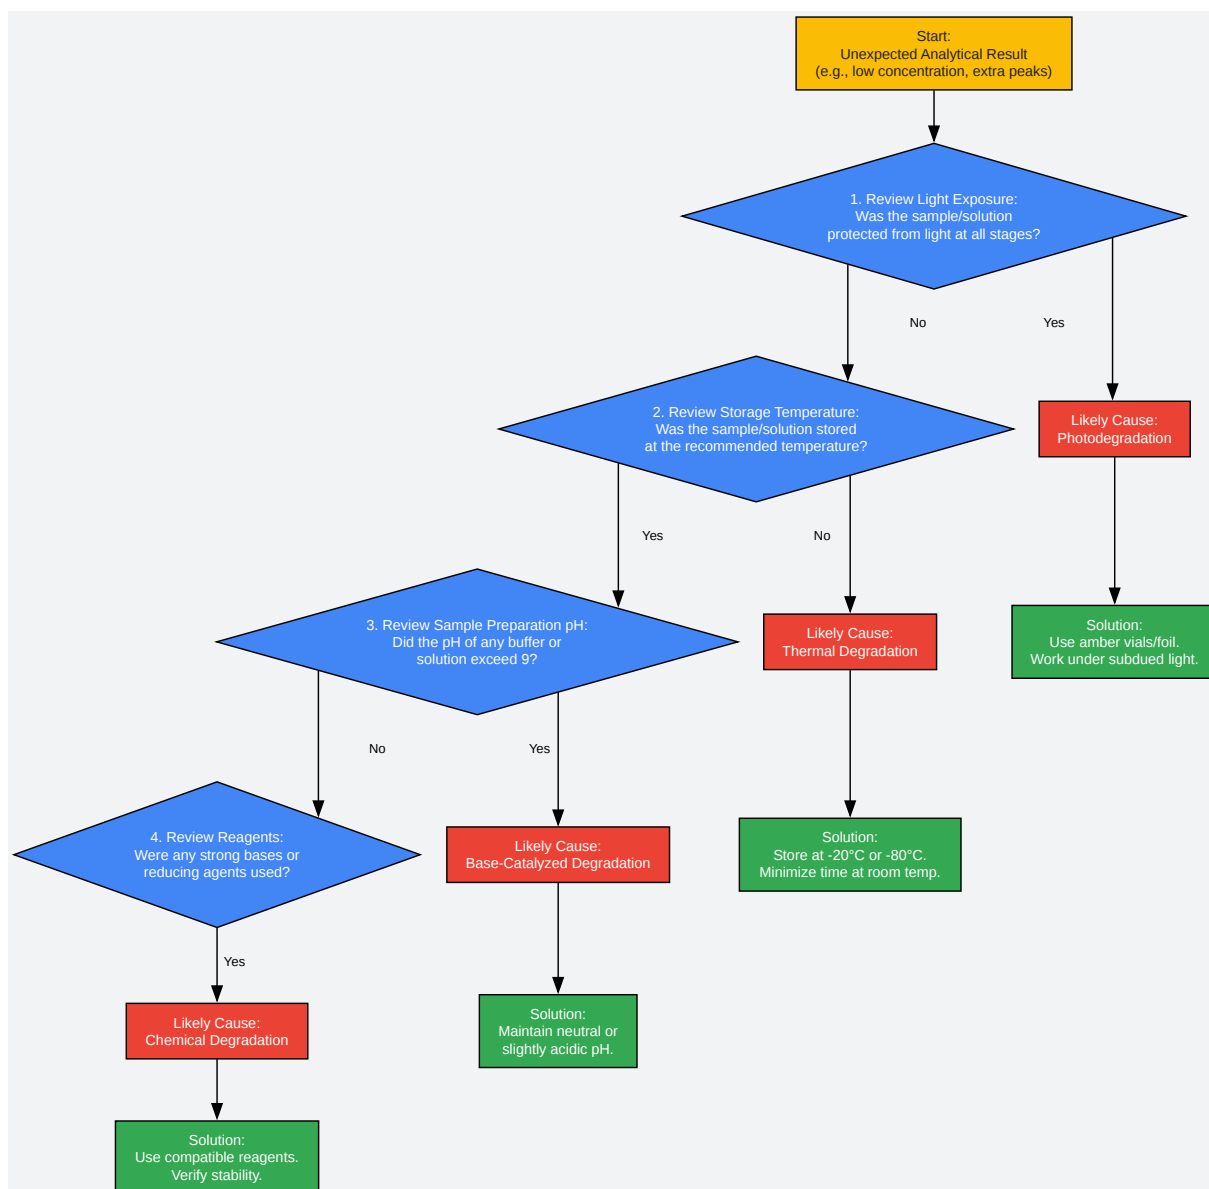 Start:
Unexpected Analytical Result
(e.g., low concentration, extra peaks)
1. Review Light Exposure:
Was the sample/solution
protected from light at all stages?
No
Yes
2. Review Storage Temperature:
Was the sample/solution stored
at the recommended temperature?
Likely Cause:
Photodegradation
Yes
No
3. Review Sample Preparation pH:
Did the pH of any buffer or
solution exceed 9?
Likely Cause:
Thermal Degradation
Solution:
Use amber vials/foil.
Work under subdued light.
No
Yes
4. Review Reagents:
Were any strong bases or
reducing agents used?
Likely Cause:
Base-Catalyzed Degradation
Solution:
Store at -20°C or -80°C.
Minimize time at room temp.
Yes
Likely Cause:
Chemical Degradation
Solution:
Maintain neutral or
slightly acidic pH.
Solution:
Use compatible reagents.
Verify stability.